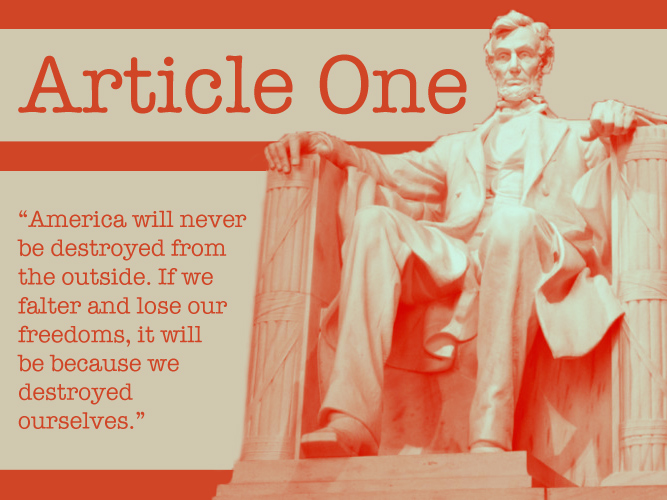 Article One
“America will never
be destroyed from
the outside. If we
falter and lose our
freedoms, it will
be because we
destroyed
ourselves.”